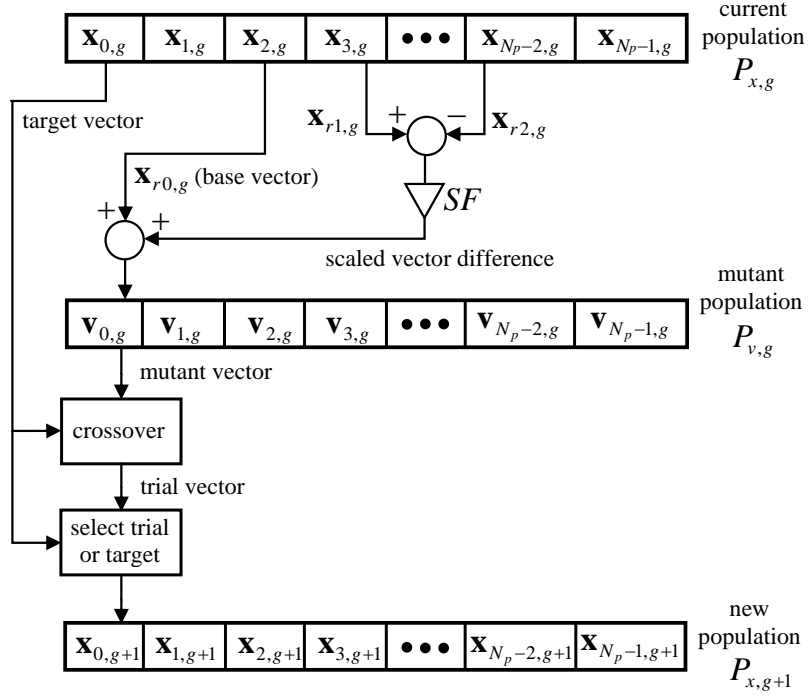 x_{0,g} x_{1,g} x_{2,g} x_{3,g} ••• x_{N_p−2,g} x_{N_p−1,g}
current
population
P_{x,g}
target vector
x_{r1,g} + − x_{r2,g}
x_{r0,g} (base vector)
SF
+ +
scaled vector difference
mutant
population
P_{v,g}
v_{0,g} v_{1,g} v_{2,g} v_{3,g} ••• v_{N_p−2,g} v_{N_p−1,g}
mutant vector
crossover
trial vector
select trial
or target
new
population
P_{x,g+1}
x_{0,g+1} x_{1,g+1} x_{2,g+1} x_{3,g+1} ••• x_{N_p−2,g+1} x_{N_p−1,g+1}